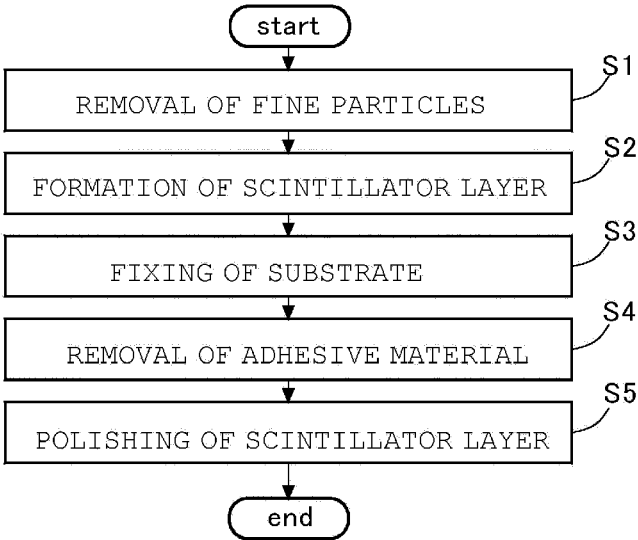 start
S1
REMOVAL OF FINE PARTICLES
S2
FORMATION OF SCINTILLATOR LAYER
S3
FIXING OF SUBSTRATE
S4
REMOVAL OF ADHESIVE MATERIAL
S5
POLISHING OF SCINTILLATOR LAYER
end